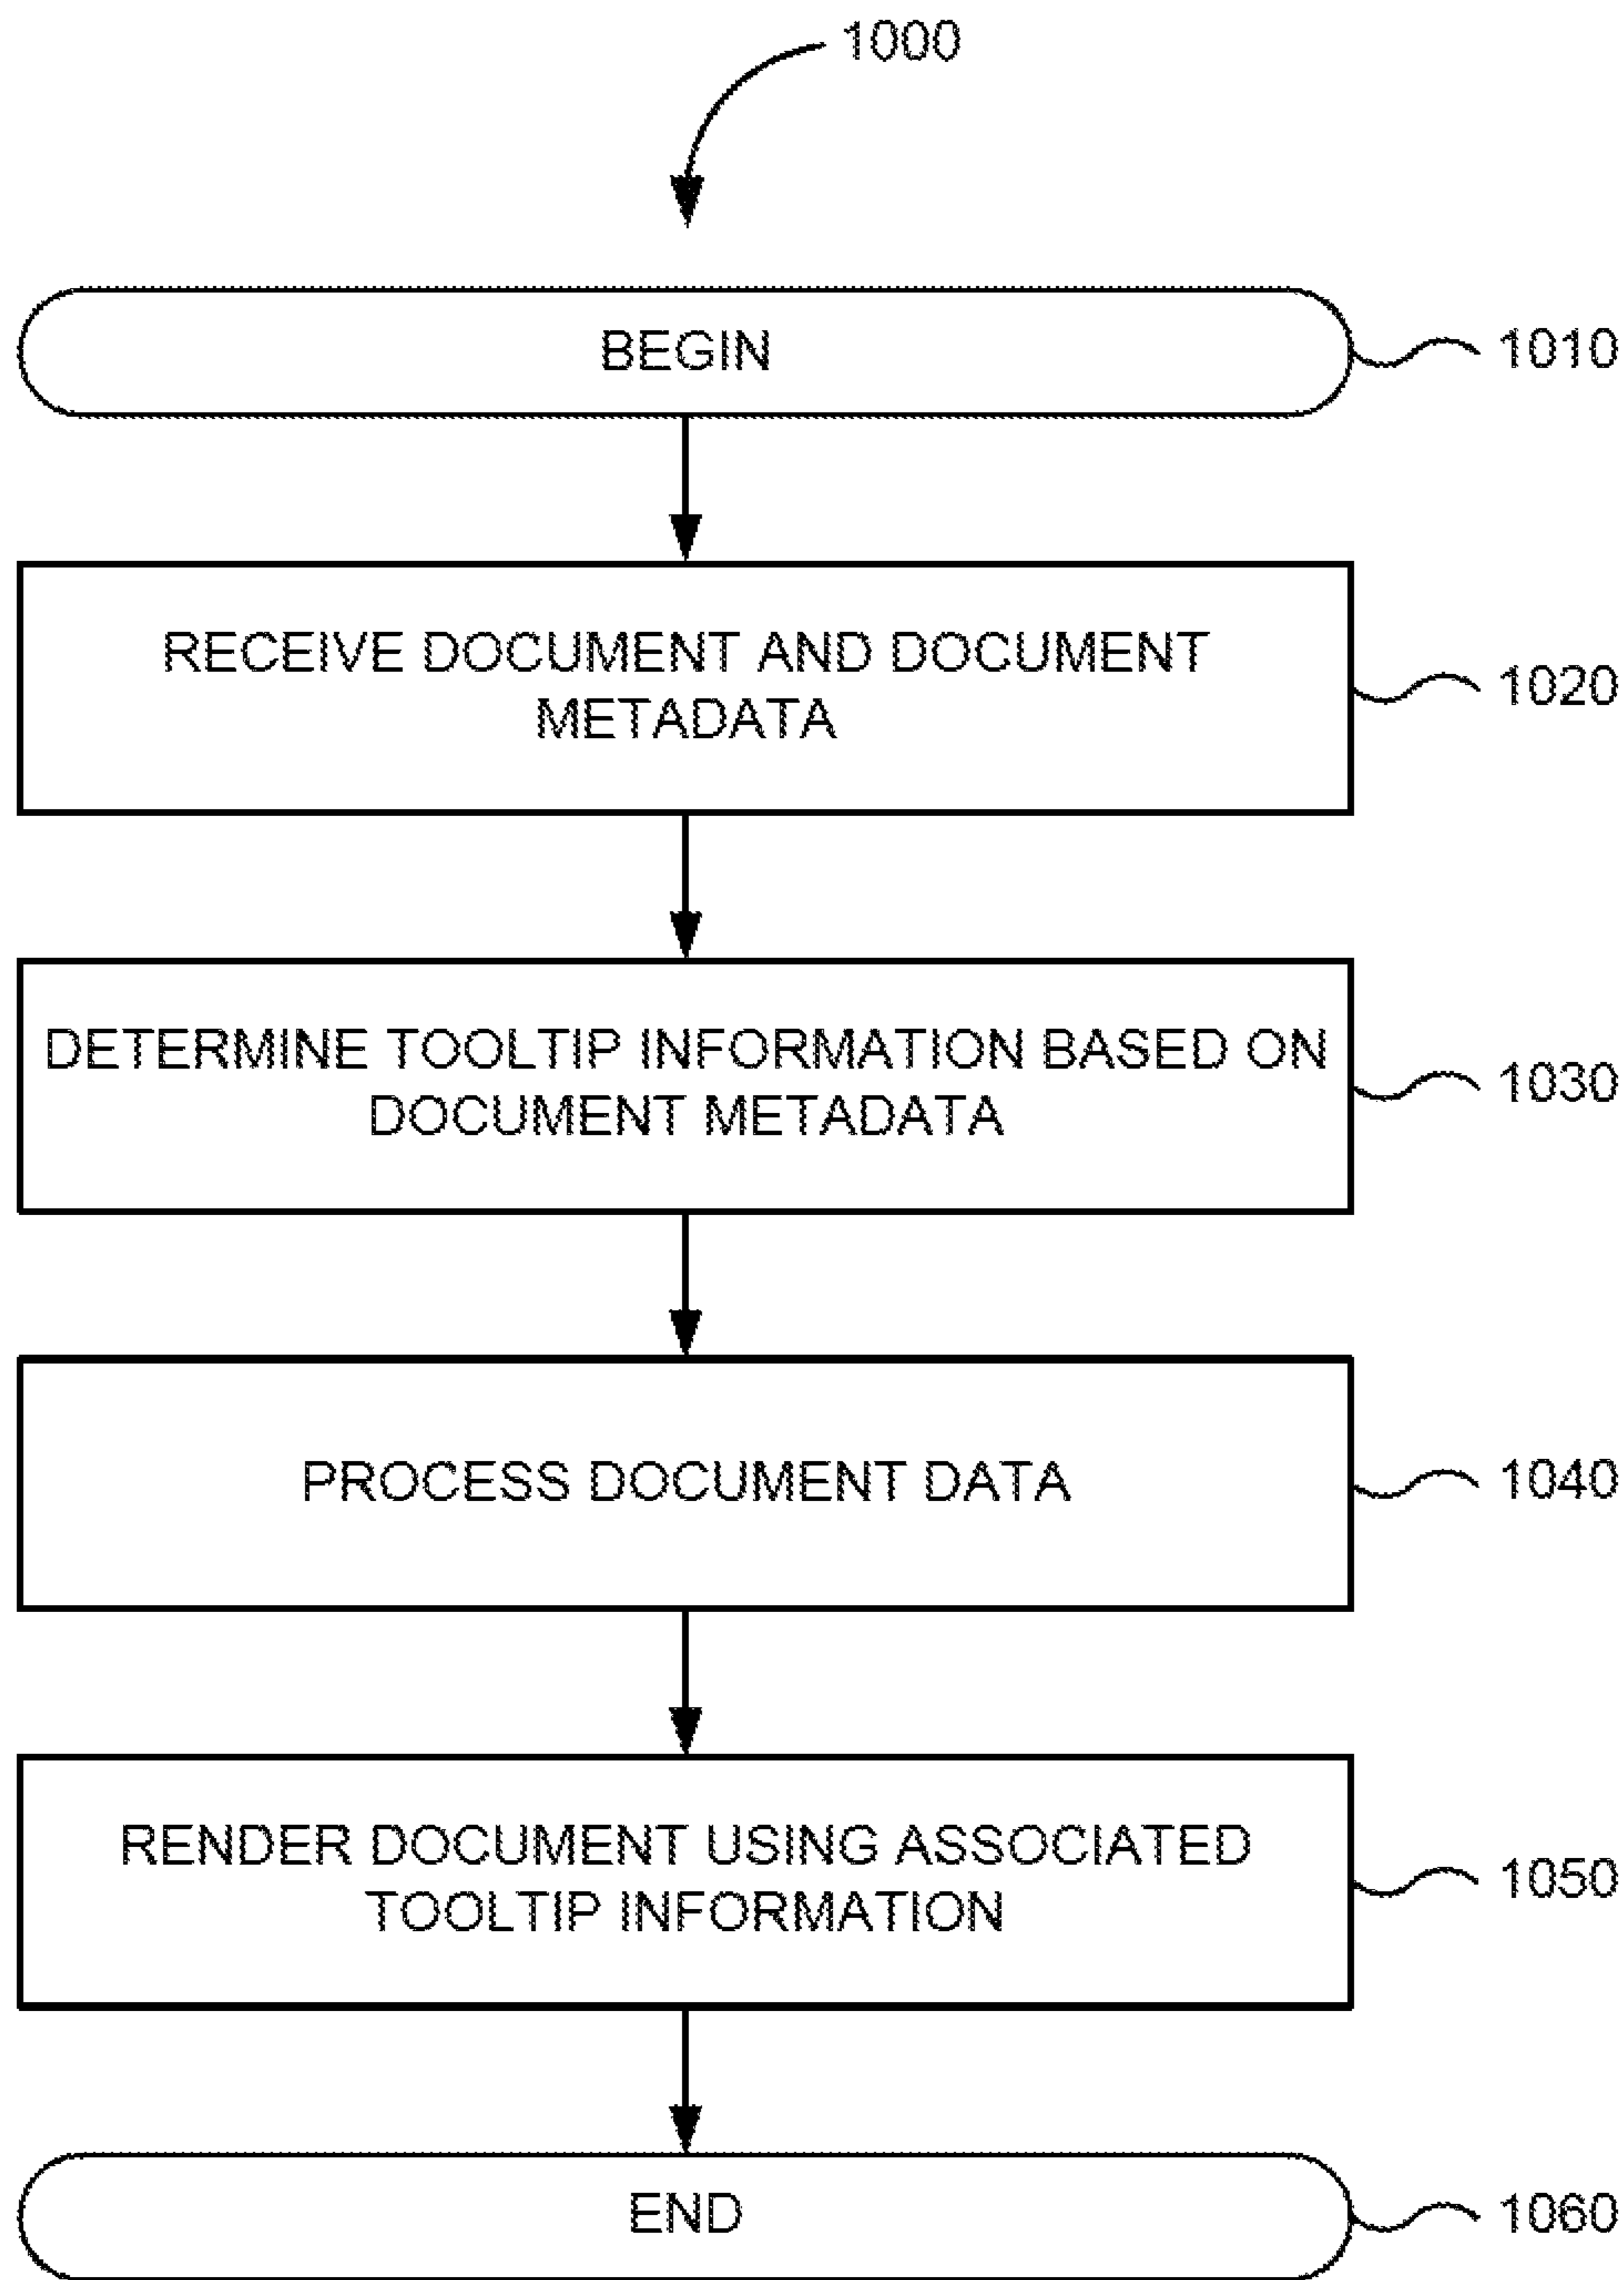 1000
BEGIN
1010
RECEIVE DOCUMENT AND DOCUMENT
METADATA
1020
DETERMINE TOOLTIP INFORMATION BASED ON
DOCUMENT METADATA
1030
PROCESS DOCUMENT DATA
1040
RENDER DOCUMENT USING ASSOCIATED
TOOLTIP INFORMATION
1050
END
1060